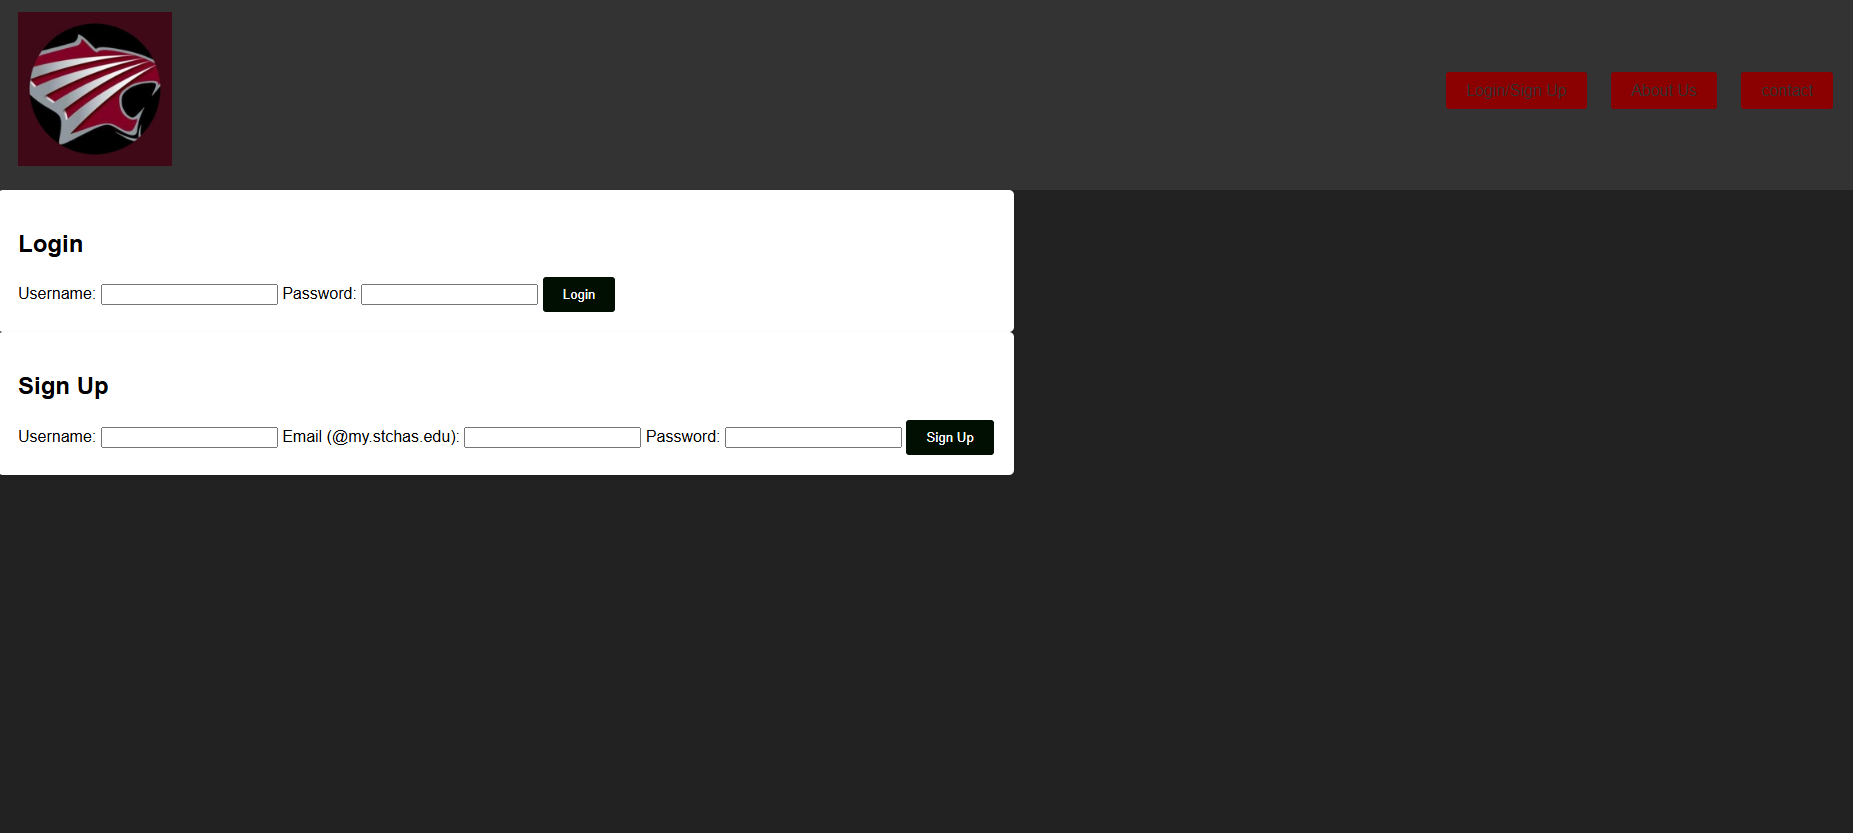 Login/Sign Up About Us contact
Login
Username: Password: Login
Sign Up
Username: Email (@my.stchas.edu): Password: Sign Up